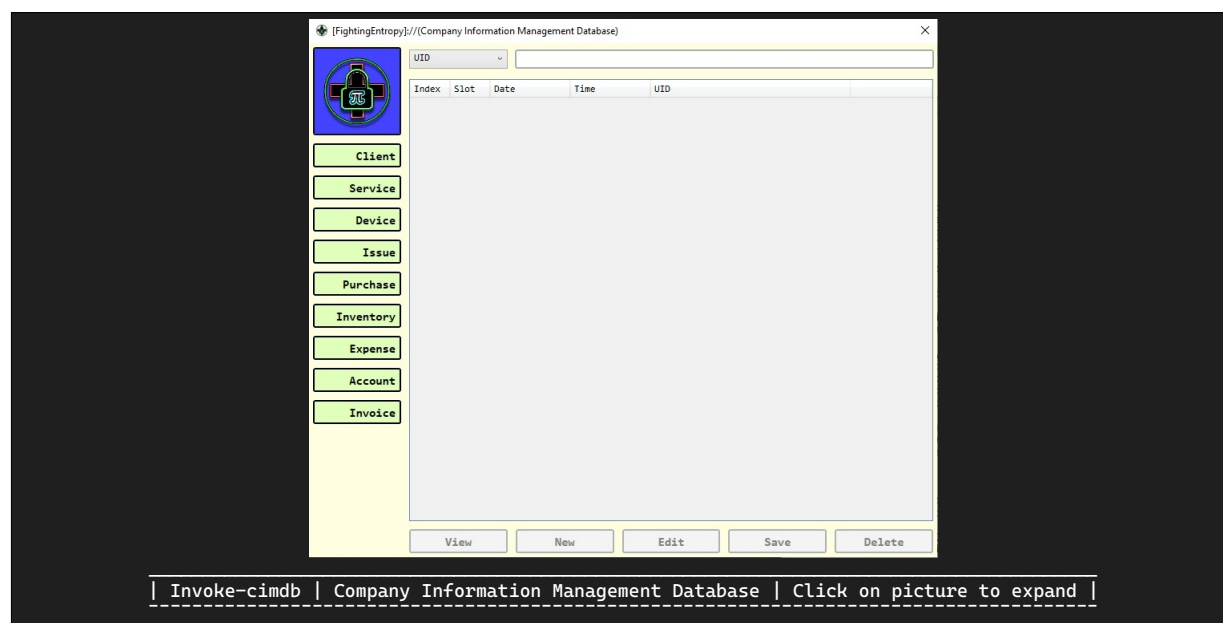 [FightingEntropy]://(Company Information Management Database)
UID
Index Slot Date Time UID
π
Client
Service
Device
Issue
Purchase
Inventory
Expense
Account
Invoice
View New Edit Save Delete
| Invoke-cimdb | Company Information Management Database | Click on picture to expand |